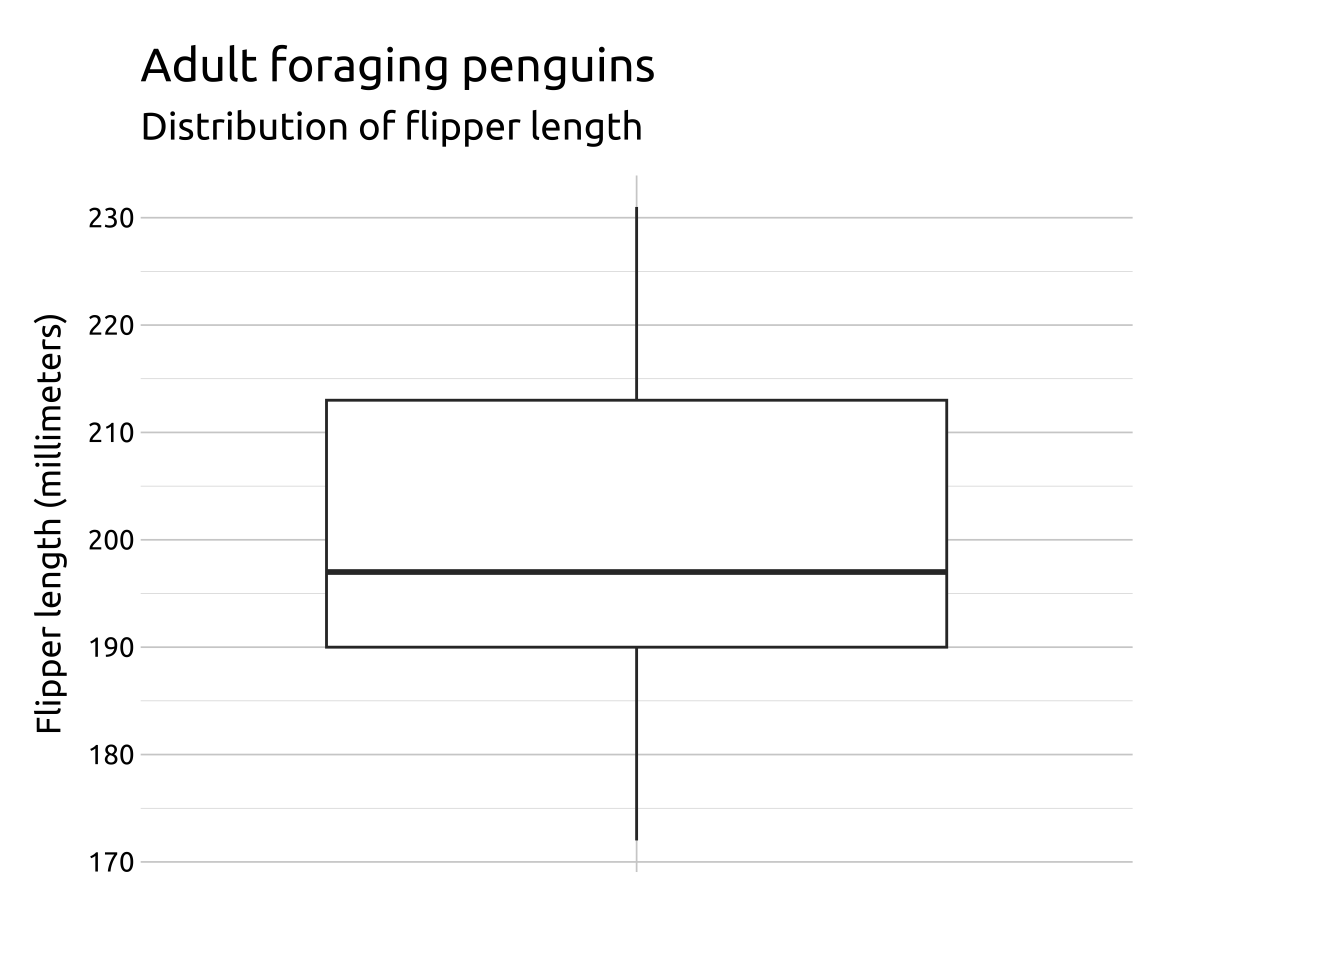 Adult foraging penguins
Distribution of flipper length
Flipper length (millimeters)
230
220
210
200
190
180
170